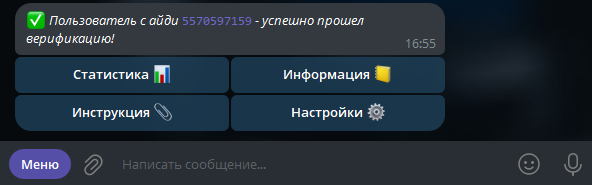 ✅ Пользователь с айди 5570597159 - успешно прошел
верификацию!
16:55
Статистика 📊 Информация 📒
Инструкция 📎 Настройки ⚙️
Меню Написать сообщение...